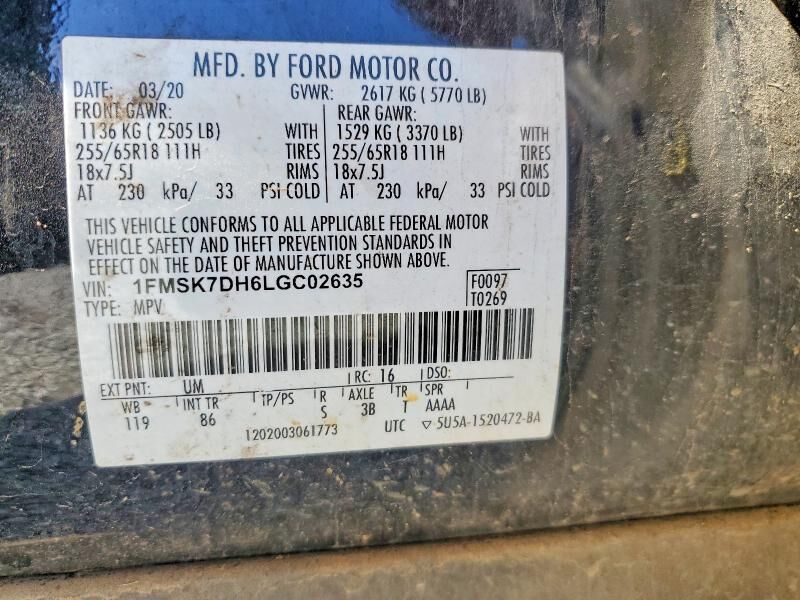 MFD. BY FORD MOTOR CO.
DATE: 03/20 GVWR: 2617 KG ( 5770 LB)
FRONT GAWR: REAR GAWR:
1136 KG ( 2505 LB) WITH 1529 KG ( 3370 LB) WITH
255/65R18 111H TIRES 255/65R18 111H TIRES
18x7.5J RIMS 18x7.5J RIMS
AT 230 kPa/ 33 PSI COLD AT 230 kPa/ 33 PSI COLD
THIS VEHICLE CONFORMS TO ALL APPLICABLE FEDERAL MOTOR
VEHICLE SAFETY AND THEFT PREVENTION STANDARDS IN
EFFECT ON THE DATE OF MANUFACTURE SHOWN ABOVE.
VIN: 1FMSK7DH6LGC02635 F0097
TYPE: MPV T0269
EXT PNT: UM RC: 16 DSO:
WB INT TR TP/PS R AXLE TR SPR
119 86 S 3B T AAAA
1202003061773 UTC ▽ 5U5A-1520472-BA